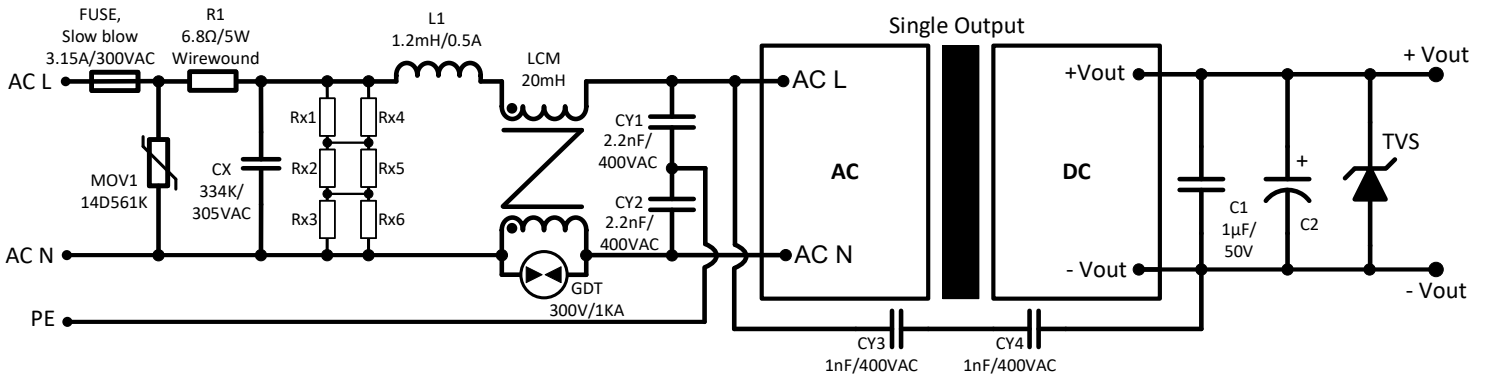 FUSE,
Slow blow
3.15A/300VAC
R1
6.8Ω/5W
Wirewound
L1
1.2mH/0.5A
LCM
20mH
Single Output
+ Vout
AC L
AC L
+Vout
Rx1
Rx4
CY1
2.2nF/
400VAC
TVS
MOV1
14D561K
CX
334K/
305VAC
Rx2
Rx5
AC
DC
+
C1
1µF/
50V
C2
Rx3
Rx6
CY2
2.2nF/
400VAC
AC N
AC N
- Vout
- Vout
GDT
300V/1KA
PE
CY3
1nF/400VAC
CY4
1nF/400VAC